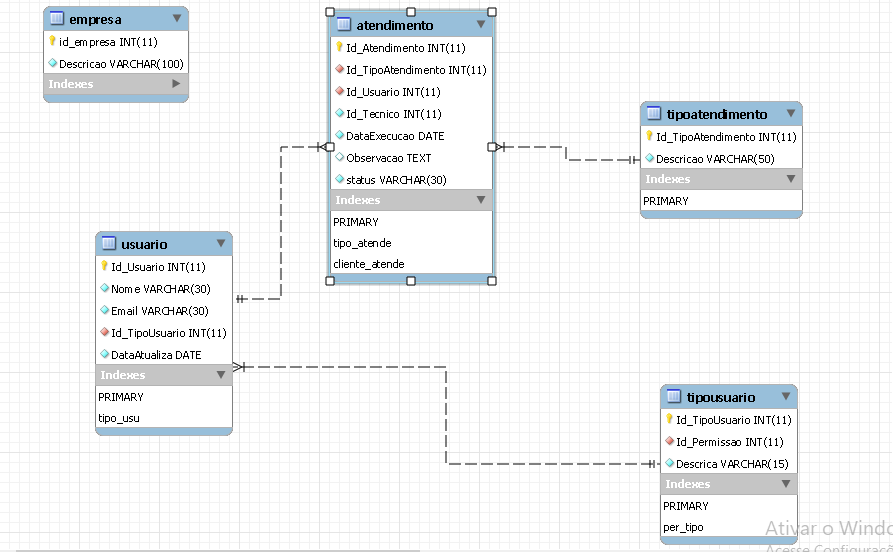 empresa
id_empresa INT(11)
Descricao VARCHAR(100)
Indexes
atendimento
Id_Atendimento INT(11)
Id_TipoAtendimento INT(11)
Id_Usuario INT(11)
Id_Tecnico INT(11)
DataExecucao DATE
Observacao TEXT
status VARCHAR(30)
Indexes
PRIMARY
tipo_atende
cliente_atende
tipoatendimento
Id_TipoAtendimento INT(11)
Descricao VARCHAR(50)
Indexes
PRIMARY
usuario
Id_Usuario INT(11)
Nome VARCHAR(30)
Email VARCHAR(30)
Id_TipoUsuario INT(11)
DataAtualiza DATE
Indexes
PRIMARY
tipo_usu
tipousuario
Id_TipoUsuario INT(11)
Id_Permissao INT(11)
Descrica VARCHAR(15)
Indexes
PRIMARY
per_tipo
Ativar o Windo
Acesse Configuraçõ